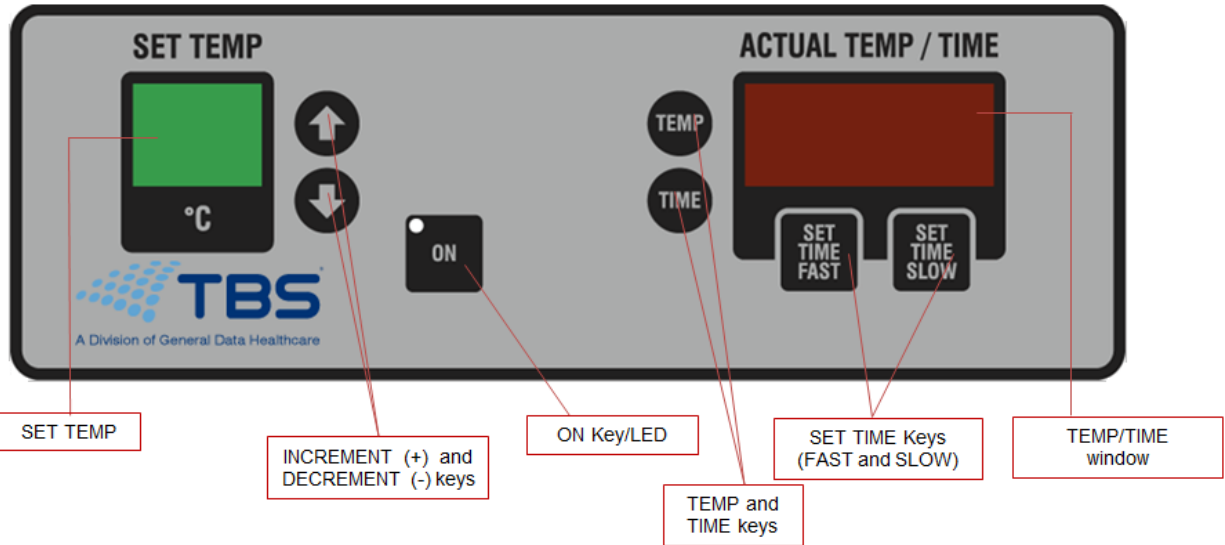 SET TEMP
ACTUAL TEMP / TIME
TEMP
°C
TIME
ON
SET
TIME
FAST
SET
TIME
SLOW
TBS
A Division of General Data Healthcare
SET TEMP
INCREMENT (+) and
DECREMENT (-) keys
ON Key/LED
TEMP and
TIME keys
SET TIME Keys
(FAST and SLOW)
TEMP/TIME
window